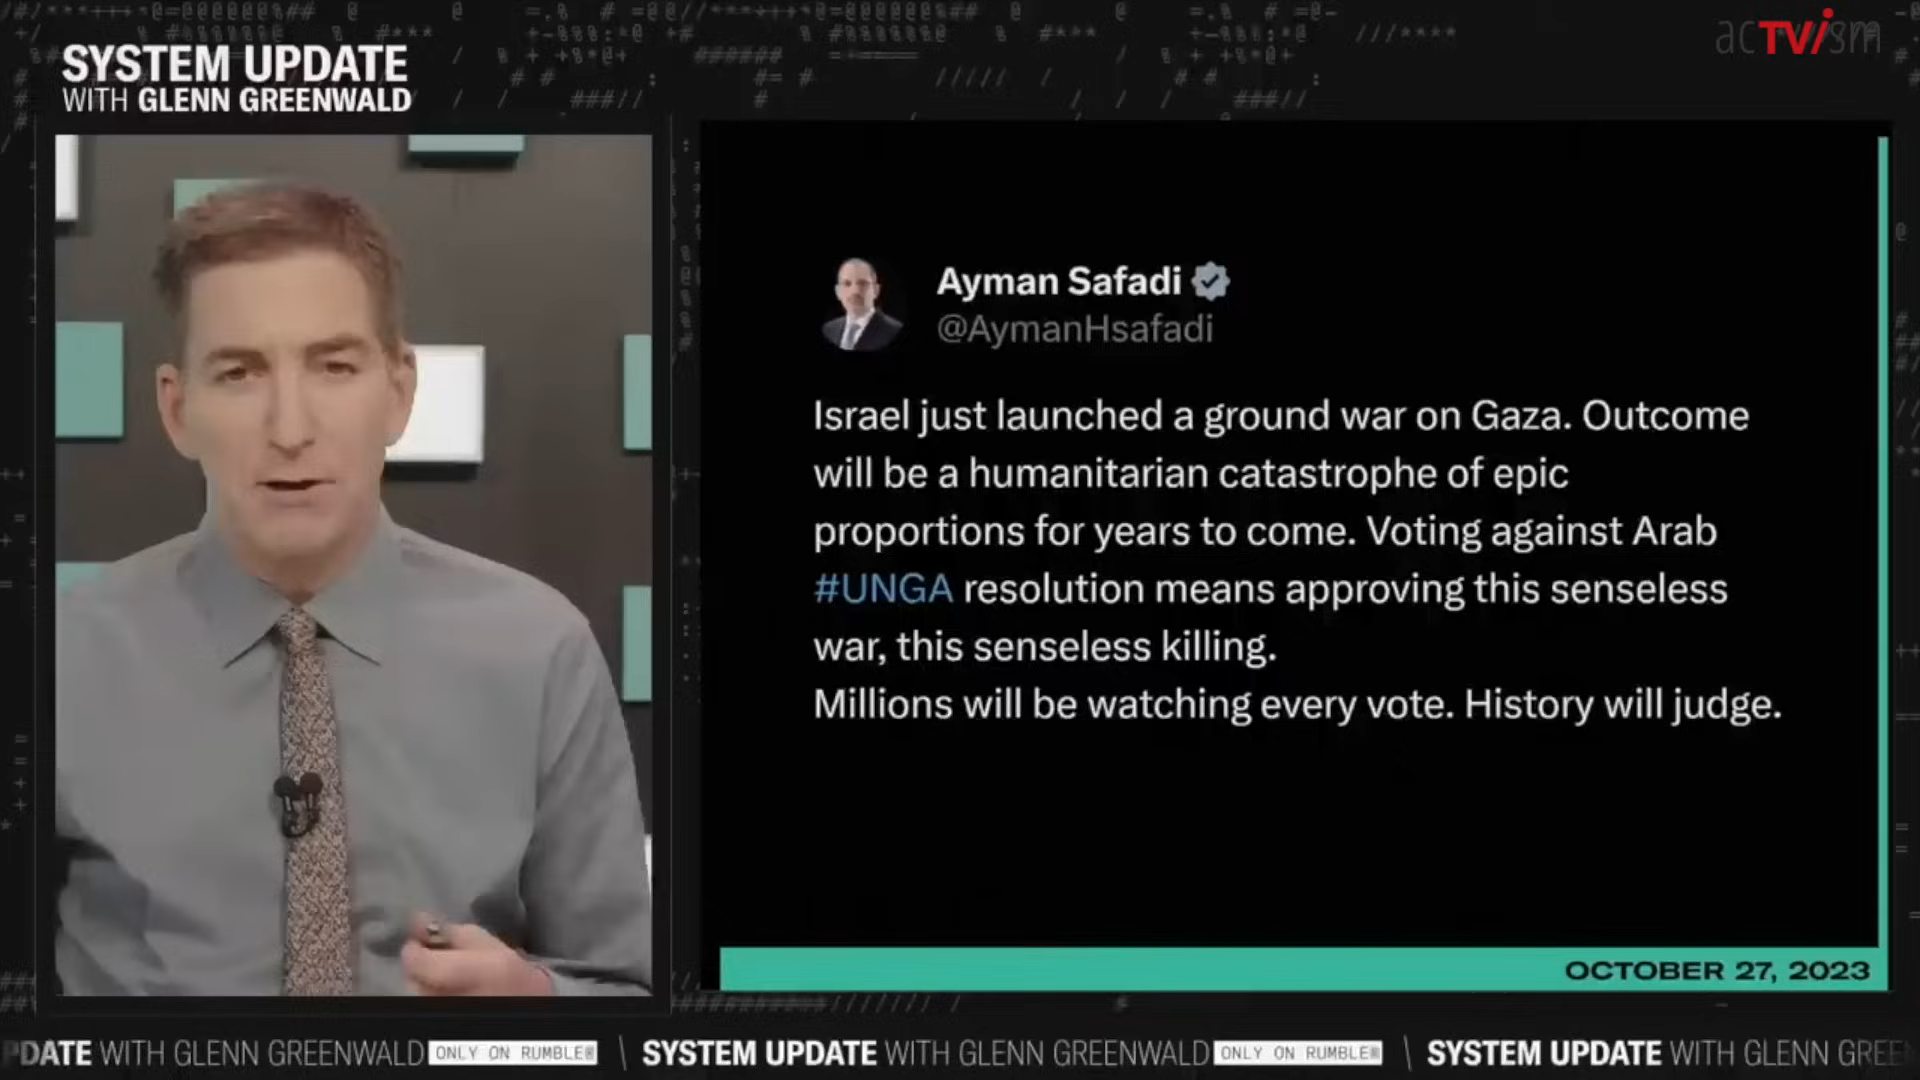 acTVism
SYSTEM UPDATE
WITH GLENN GREENWALD
Ayman Safadi
@AymanHsafadi
Israel just launched a ground war on Gaza. Outcome
will be a humanitarian catastrophe of epic
proportions for years to come. Voting against Arab
#UNGA resolution means approving this senseless
war, this senseless killing.
Millions will be watching every vote. History will judge.
OCTOBER 27, 2023
PDATE WITH GLENN GREENWALD ONLY ON RUMBLE \ SYSTEM UPDATE WITH GLENN GREENWALD ONLY ON RUMBLE \ SYSTEM UPDATE WITH GLENN GREE